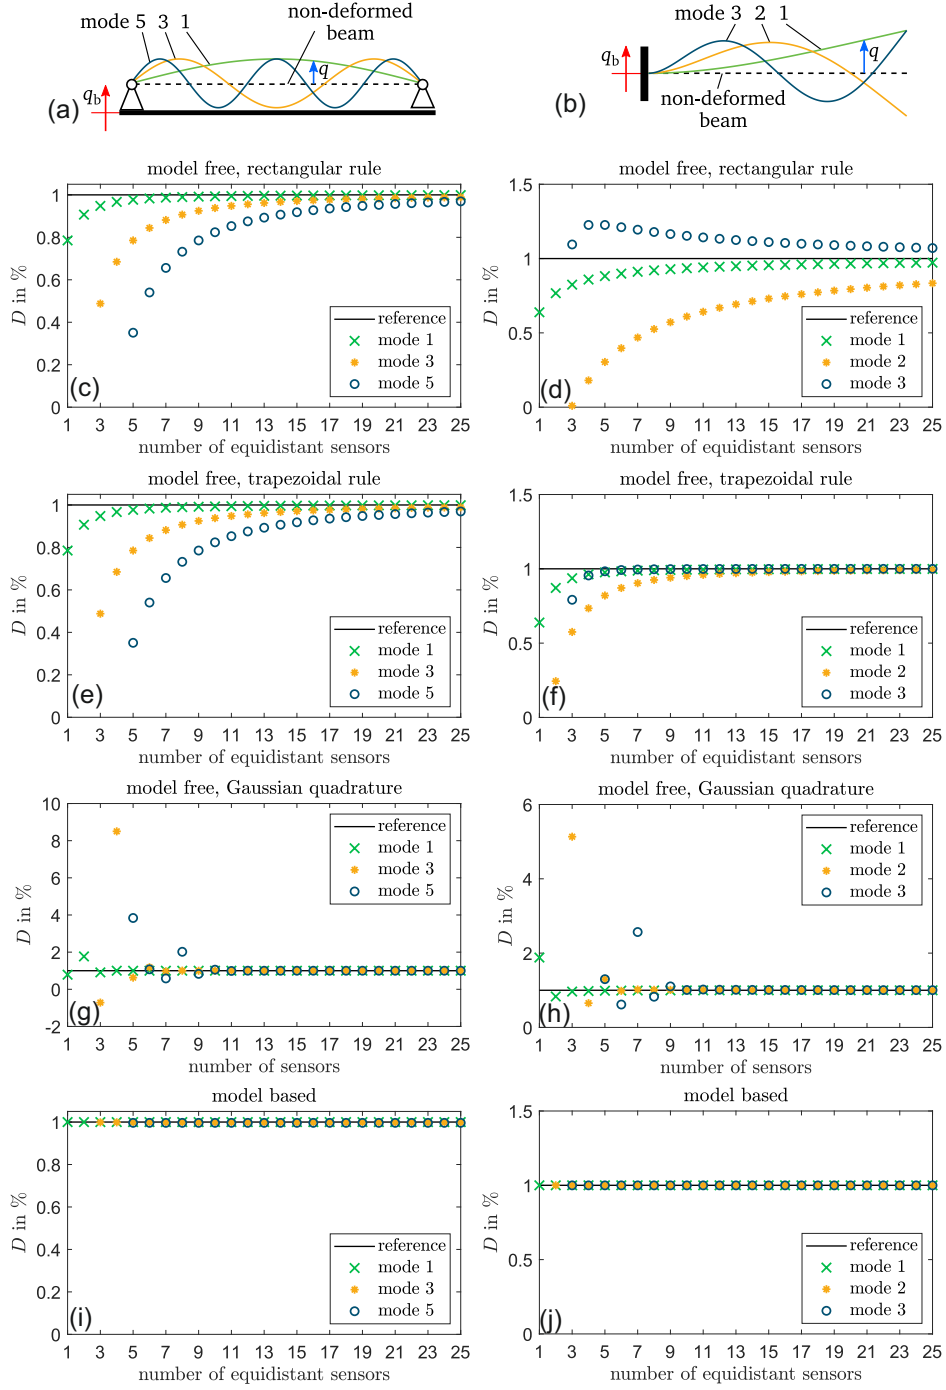 mode 5 3 1
non-deformed
beam
q
q_b
(a)
mode 3 2 1
q
q_b
non-deformed
beam
(b)
model free, rectangular rule
1
0.8
0.6
0.4
0.2
0
D in %
reference
mode 1
mode 3
mode 5
(c)
1 3 5 7 9 11 13 15 17 19 21 23 25
number of equidistant sensors
model free, rectangular rule
1.5
1
0.5
0
D in %
reference
mode 1
mode 2
mode 3
(d)
1 3 5 7 9 11 13 15 17 19 21 23 25
number of equidistant sensors
model free, trapezoidal rule
1
0.8
0.6
0.4
0.2
0
D in %
reference
mode 1
mode 3
mode 5
(e)
1 3 5 7 9 11 13 15 17 19 21 23 25
number of equidistant sensors
model free, trapezoidal rule
1.5
1
0.5
0
D in %
reference
mode 1
mode 2
mode 3
(f)
1 3 5 7 9 11 13 15 17 19 21 23 25
number of equidistant sensors
model free, Gaussian quadrature
10
8
6
4
2
0
-2
D in %
reference
mode 1
mode 3
mode 5
(g)
1 3 5 7 9 11 13 15 17 19 21 23 25
number of sensors
model free, Gaussian quadrature
6
4
2
0
D in %
reference
mode 1
mode 2
mode 3
(h)
1 3 5 7 9 11 13 15 17 19 21 23 25
number of sensors
model based
1
0.8
0.6
0.4
0.2
0
D in %
reference
mode 1
mode 3
mode 5
(i)
1 3 5 7 9 11 13 15 17 19 21 23 25
number of equidistant sensors
model based
1.5
1
0.5
0
D in %
reference
mode 1
mode 2
mode 3
(j)
1 3 5 7 9 11 13 15 17 19 21 23 25
number of equidistant sensors